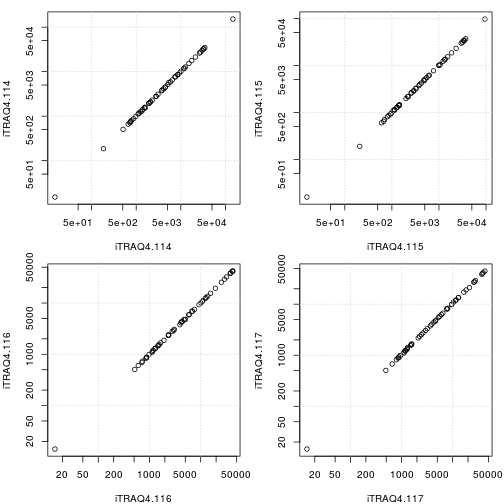 5e+04
5e+03
5e+02
5e+01
iTRAQ4.114
5e+01 5e+02 5e+03 5e+04
iTRAQ4.114
5e+04
5e+03
5e+02
5e+01
iTRAQ4.115
5e+01 5e+02 5e+03 5e+04
iTRAQ4.115
50000
5000
1000
200
50
20
iTRAQ4.116
20 50 200 1000 5000 50000
iTRAQ4.116
50000
5000
1000
200
50
20
iTRAQ4.117
20 50 200 1000 5000 50000
iTRAQ4.117